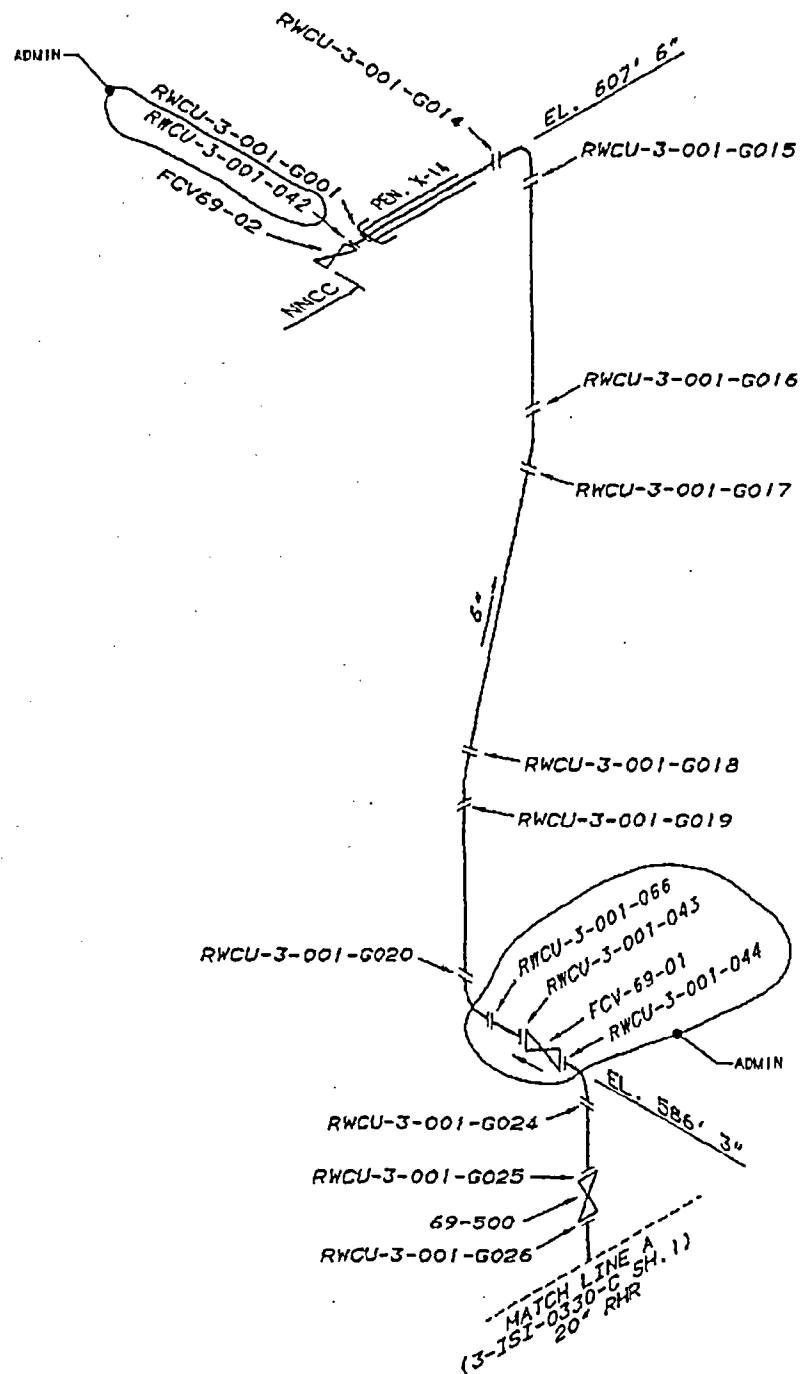 RWCU-3-001-G014
ADMIN
EL. 607' 6"
RWCU-3-001-G001
RWCU-3-001-042
FCV69-02
PEN. X-14
RWCU-3-001-G015
NNCC
RWCU-3-001-G016
RWCU-3-001-G017
6"
RWCU-3-001-G018
RWCU-3-001-G019
RWCU-3-001-066
RWCU-3-001-043
RWCU-3-001-G020
FCV-69-01
RWCU-3-001-044
ADMIN
EL. 586' 3"
RWCU-3-001-G024
RWCU-3-001-G025
69-500
RWCU-3-001-G026
MATCH LINE A
(3-ISI-0330-C SH.1)
20" RHR